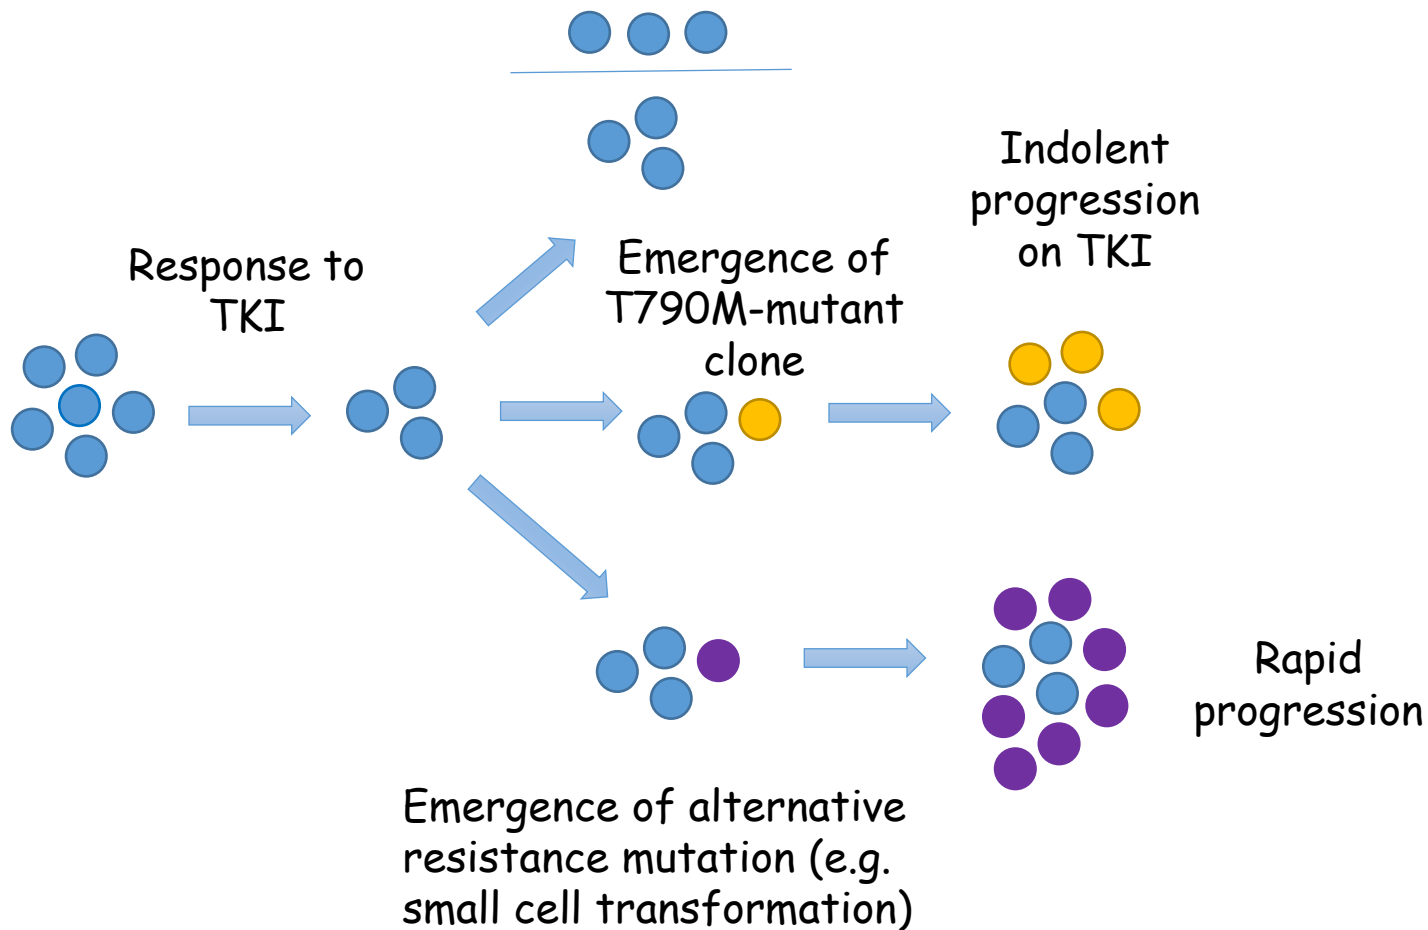 Response to
TKI
Emergence of
T790M-mutant
clone
Indolent
progression
on TKI
Emergence of alternative
resistance mutation (e.g.
small cell transformation)
Rapid
progression